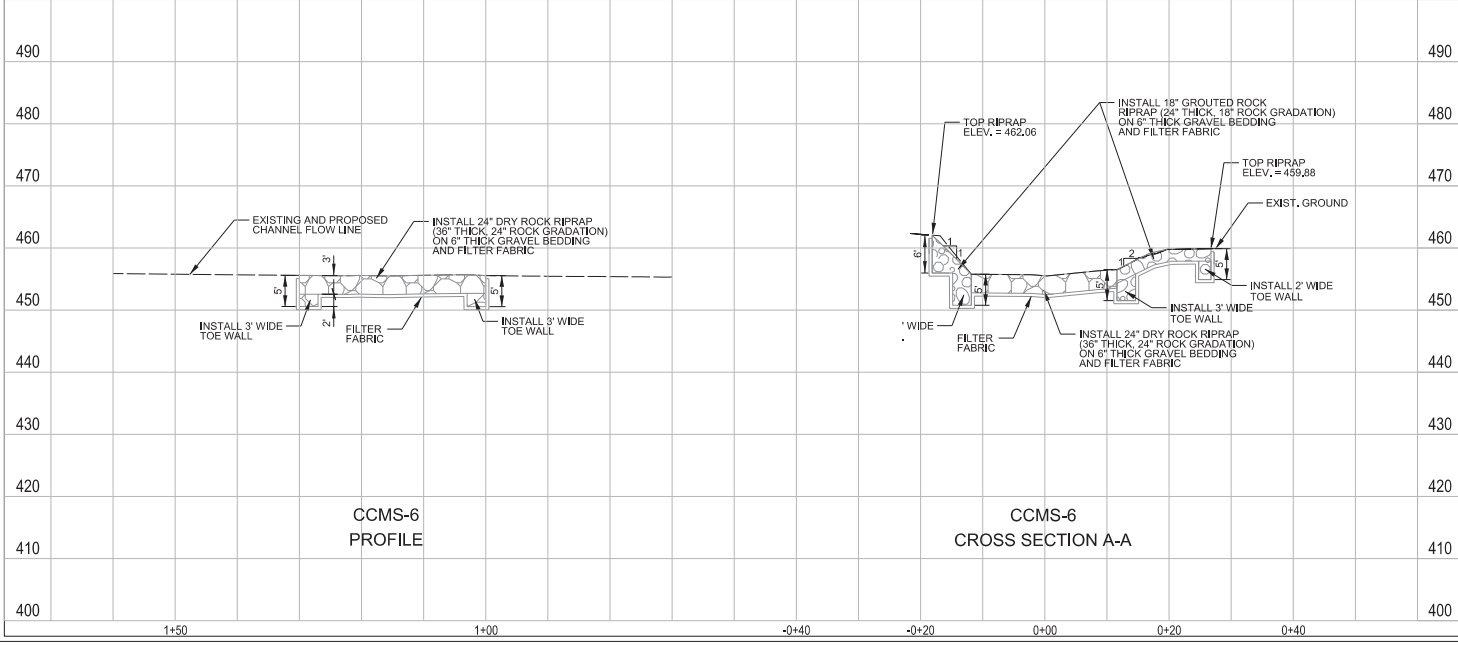 490
480
470
460
450
440
430
420
410
400
EXISTING AND PROPOSED
CHANNEL FLOW LINE
INSTALL 24" DRY ROCK RIPRAP
(36" THICK, 24" ROCK GRADATION)
ON 6" THICK GRAVEL BEDDING
AND FILTER FABRIC
5'
3'
2'
5'
INSTALL 3' WIDE
TOE WALL
FILTER
FABRIC
INSTALL 3' WIDE
TOE WALL
CCMS-6
PROFILE
1+50
1+00
TOP RIPRAP
ELEV. = 462.06
INSTALL 18" GROUTED ROCK
RIPRAP (24" THICK, 18" ROCK GRADATION)
ON 6" THICK GRAVEL BEDDING
AND FILTER FABRIC
TOP RIPRAP
ELEV. = 459.88
EXIST. GROUND
6'
1
1
5'
5'
1
2
5'
INSTALL 2' WIDE
TOE WALL
INSTALL 3' WIDE
TOE WALL
' WIDE
FILTER
FABRIC
INSTALL 24" DRY ROCK RIPRAP
(36" THICK, 24" ROCK GRADATION)
ON 6" THICK GRAVEL BEDDING
AND FILTER FABRIC
CCMS-6
CROSS SECTION A-A
-0+40
-0+20
0+00
0+20
0+40
490
480
470
460
450
440
430
420
410
400